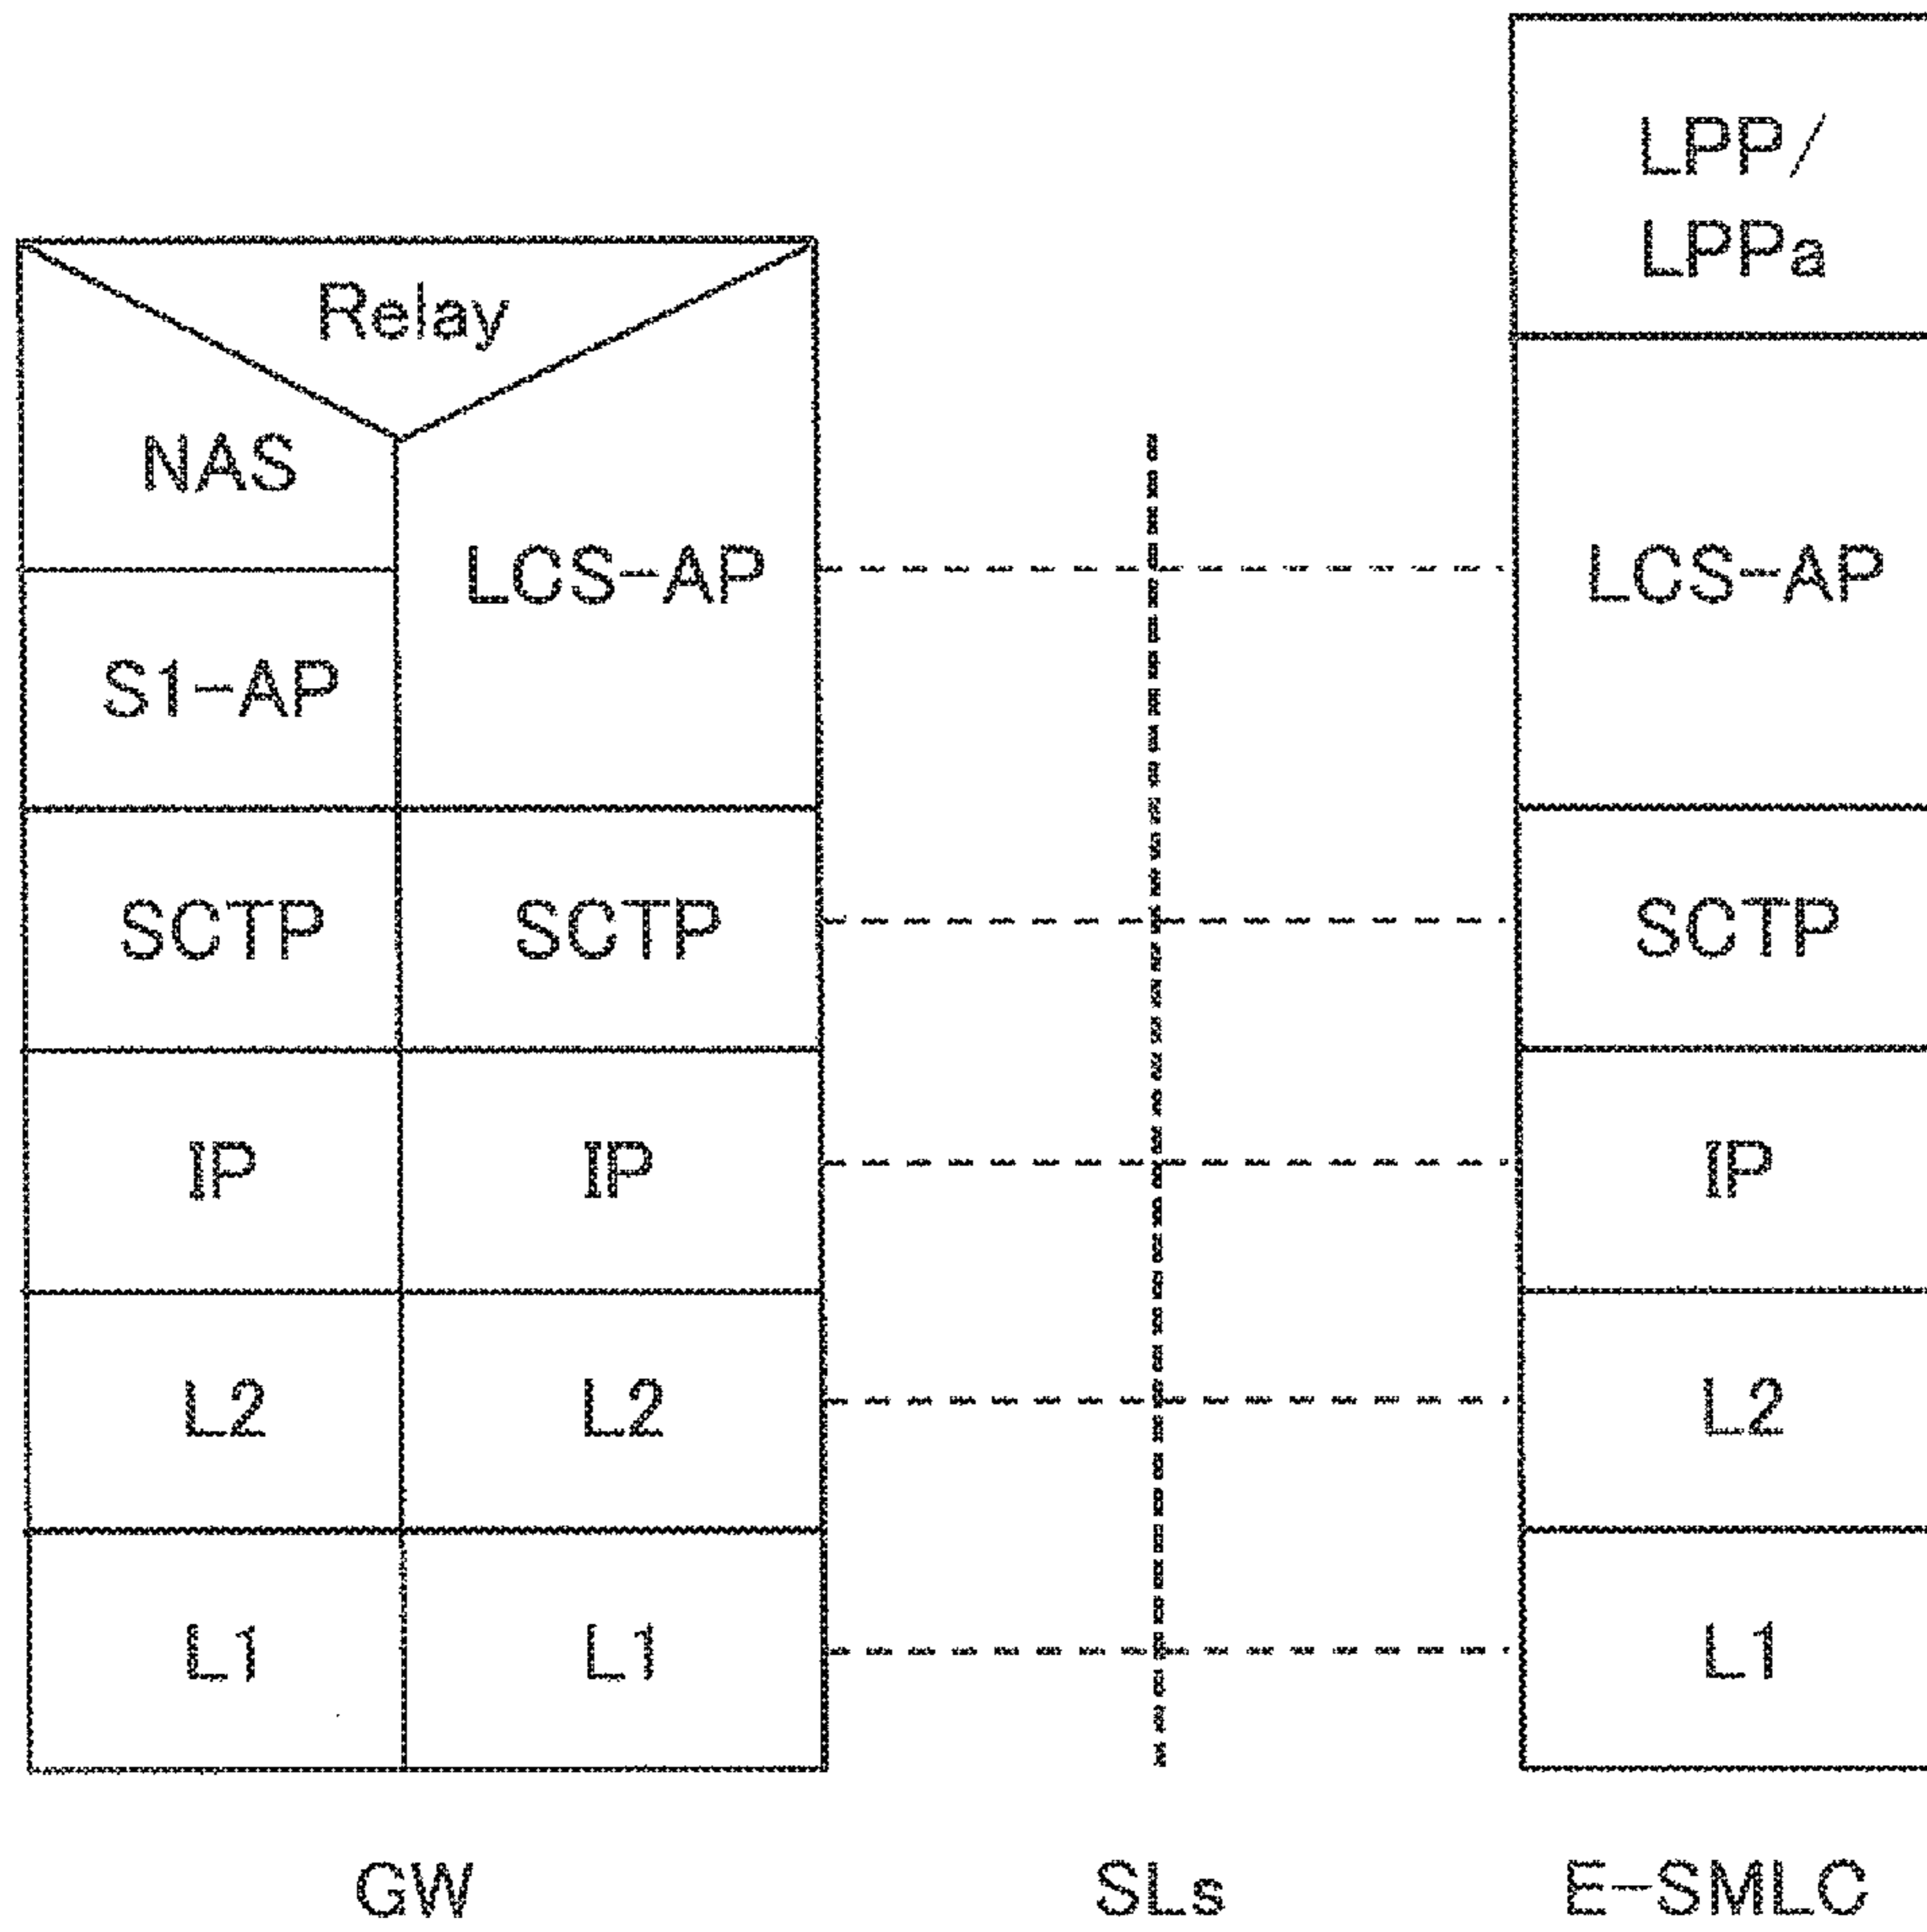 LPP/
LPPa
Relay
NAS
LCS-AP
LCS-AP
S1-AP
SCTP
SCTP
SCTP
IP
IP
IP
L2
L2
L2
L1
L1
L1
GW
SLs
E-SMLC